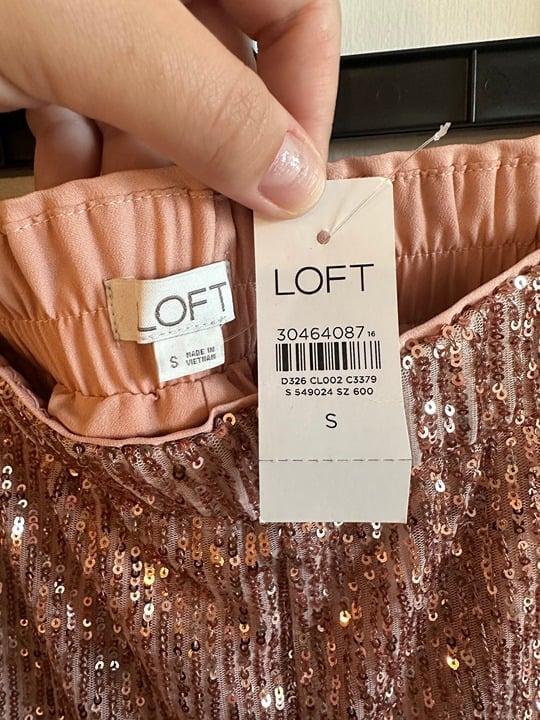 LOFT
S
MADE IN
VIETNAM
LOFT
30464087 16
D326 CL002 C3379
S 549024 SZ 600
S